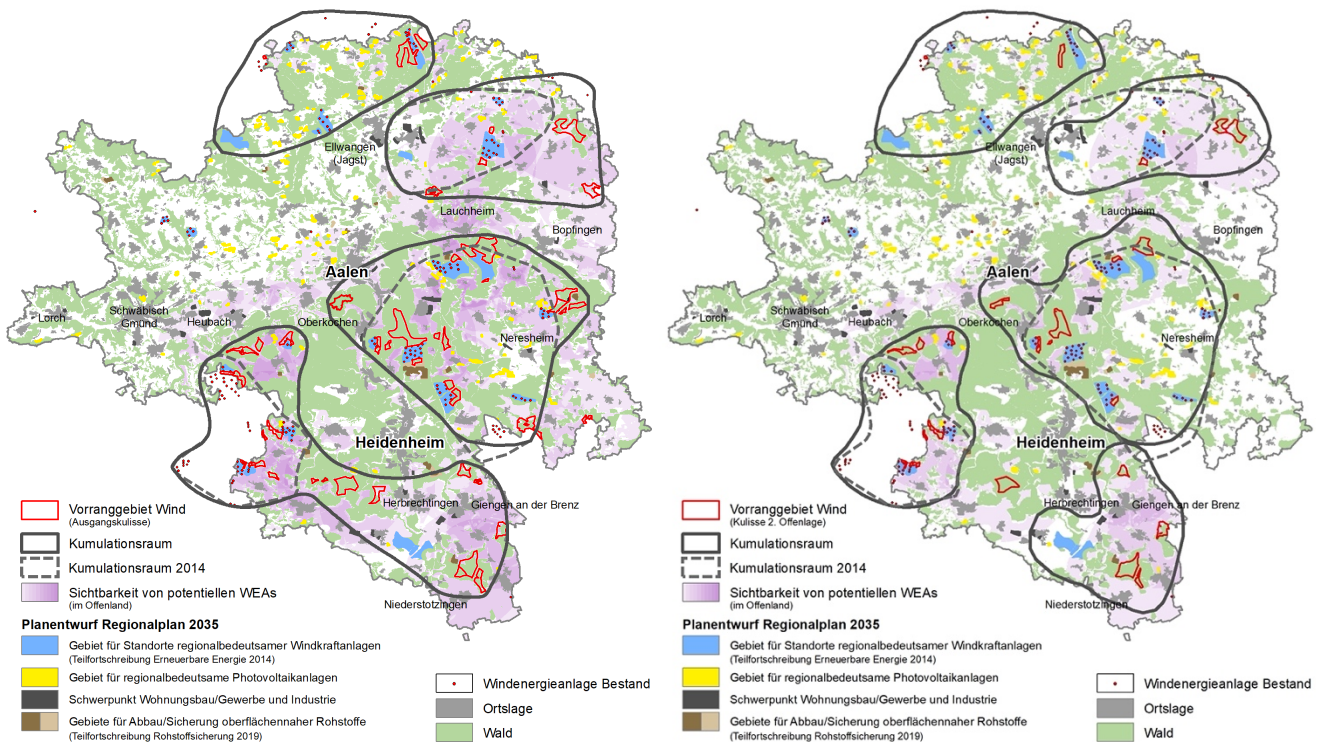 Ellwangen
(Jagst)
Lauchheim
Bopfingen
Aalen
Lorch
Schwäbisch
Gmünd
Heubach
Oberkochen
Neresheim
Heidenheim
Herbrechtingen
Giengen an der Brenz
Niederstotzingen
Vorranggebiet Wind
(Ausgangskulisse)
Kumulationsraum
Kumulationsraum 2014
Sichtbarkeit von potentiellen WEAs
(im Offenland)
Planentwurf Regionalplan 2035
Gebiet für Standorte regionalbedeutsamer Windkraftanlagen
(Teilfortschreibung Erneuerbare Energie 2014)
Gebiet für regionalbedeutsame Photovoltaikanlagen
Schwerpunkt Wohnungsbau/Gewerbe und Industrie
Gebiete für Abbau/Sicherung oberflächennaher Rohstoffe
(Teilfortschreibung Rohstoffsicherung 2019)
Windenergieanlage Bestand
Ortslage
Wald
Ellwangen
(Jagst)
Lauchheim
Bopfingen
Aalen
Lorch
Schwäbisch
Gmünd
Heubach
Oberkochen
Neresheim
Heidenheim
Herbrechtingen
Giengen an der Brenz
Niederstotzingen
Vorranggebiet Wind
(Kulisse 2. Offenlage)
Kumulationsraum
Kumulationsraum 2014
Sichtbarkeit von potentiellen WEAs
(im Offenland)
Planentwurf Regionalplan 2035
Gebiet für Standorte regionalbedeutsamer Windkraftanlagen
(Teilfortschreibung Erneuerbare Energie 2014)
Gebiet für regionalbedeutsame Photovoltaikanlagen
Schwerpunkt Wohnungsbau/Gewerbe und Industrie
Gebiete für Abbau/Sicherung oberflächennaher Rohstoffe
(Teilfortschreibung Rohstoffsicherung 2019)
Windenergieanlage Bestand
Ortslage
Wald